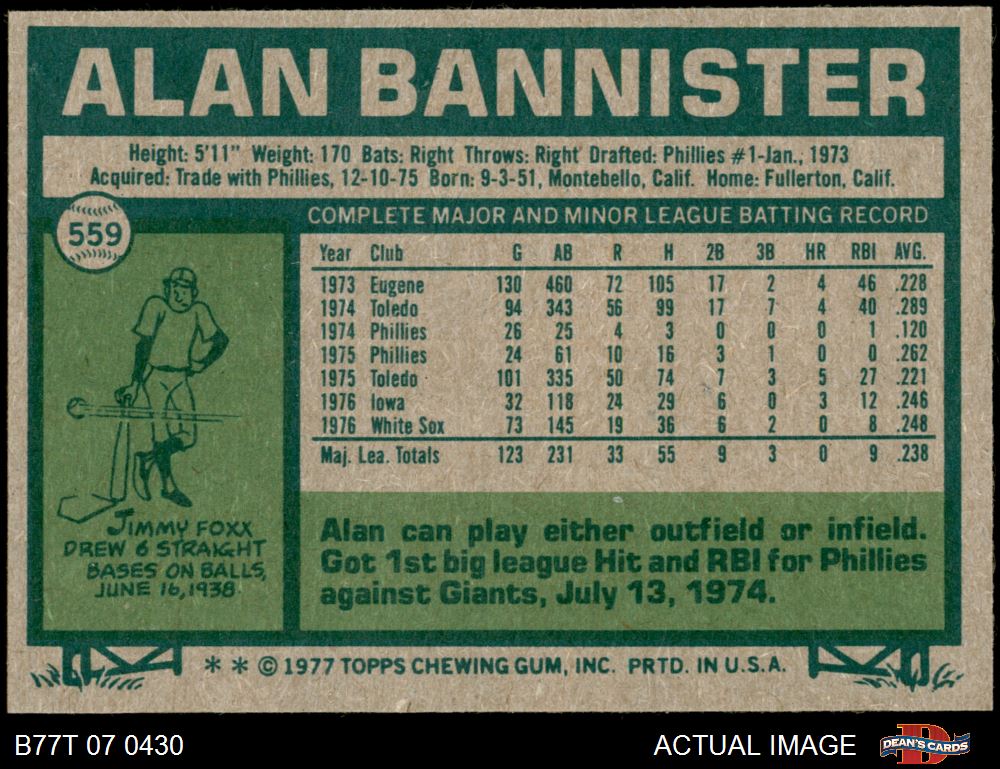 ALAN BANNISTER
Height: 5'11" Weight: 170 Bats: Right Throws: Right Drafted: Phillies #1-Jan., 1973
Acquired: Trade with Phillies, 12-10-75 Born: 9-3-51, Montebello, Calif. Home: Fullerton, Calif.
559
COMPLETE MAJOR AND MINOR LEAGUE BATTING RECORD
Year Club G AB R H 2B 3B HR RBI AVG.
1973 Eugene 130 460 72 105 17 2 4 46 .228
1974 Toledo 94 343 56 99 17 7 4 40 .289
1974 Phillies 26 25 4 3 0 0 0 1 .120
1975 Phillies 24 61 10 16 3 1 0 0 .262
1975 Toledo 101 335 50 74 7 3 5 27 .221
1976 Iowa 32 118 24 29 6 0 3 12 .246
1976 White Sox 73 145 19 36 6 2 0 8 .248
Maj. Lea. Totals 123 231 33 55 9 3 0 9 .238
JIMMY FOXX
DREW 6 STRAIGHT
BASES ON BALLS,
JUNE 16, 1938
Alan can play either outfield or infield.
Got 1st big league Hit and RBI for Phillies
against Giants, July 13, 1974.
* * © 1977 TOPPS CHEWING GUM, INC. PRTD. IN U.S.A.
B77T 07 0430
ACTUAL IMAGE
DEAN'S CARDS